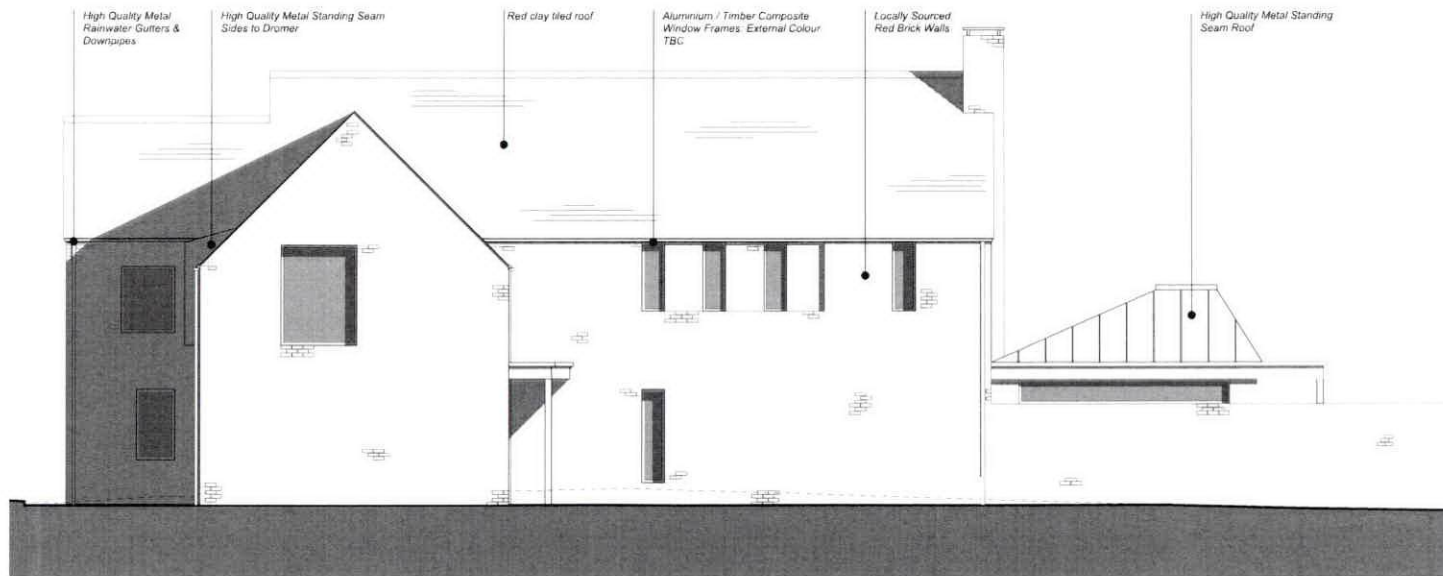 High Quality Metal
Rainwater Gutters &
Downpipes
High Quality Metal Standing Seam
Sides to Dromer
Red clay tiled roof
Aluminium / Timber Composite
Window Frames. External Colour
TBC
Locally Sourced
Red Brick Walls
High Quality Metal Standing
Seam Roof